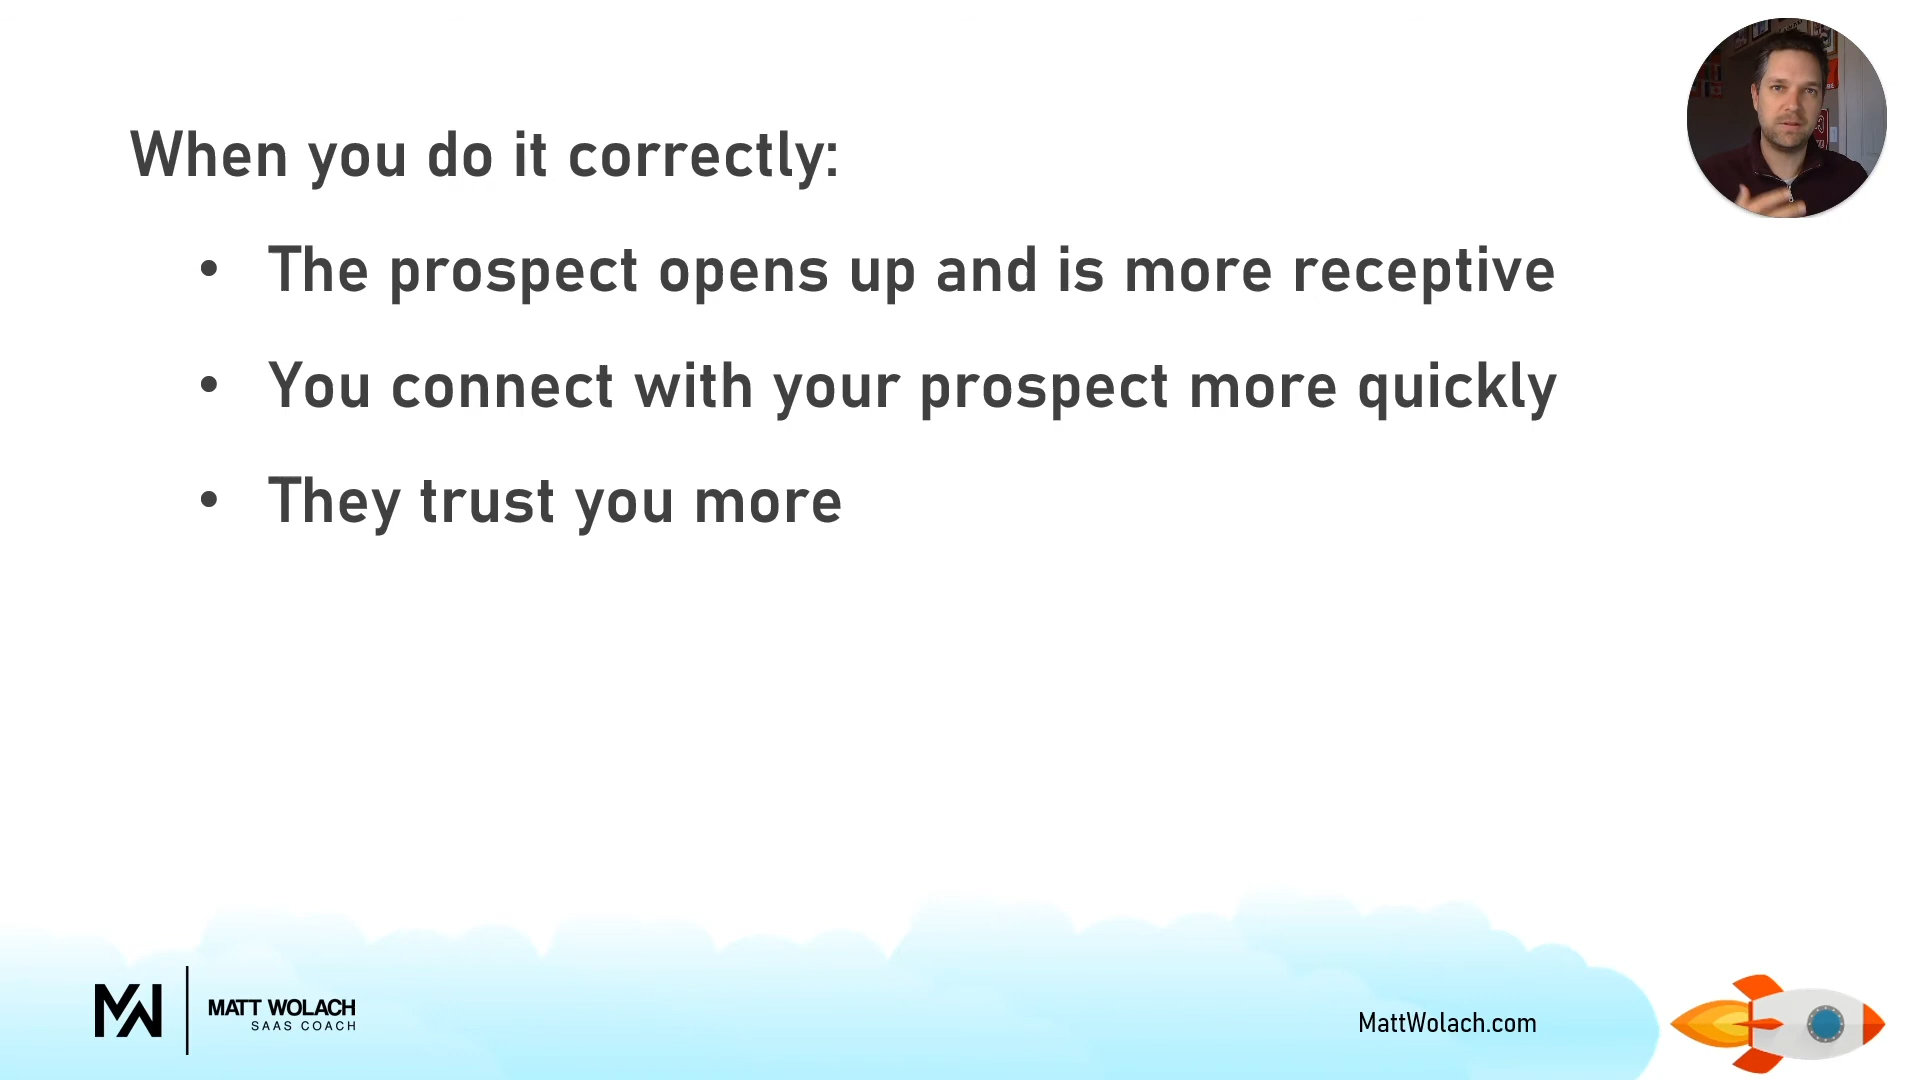 When you do it correctly:
• The prospect opens up and is more receptive
• You connect with your prospect more quickly
• They trust you more
MW
MATT WOLACH
SAAS COACH
MattWolach.com